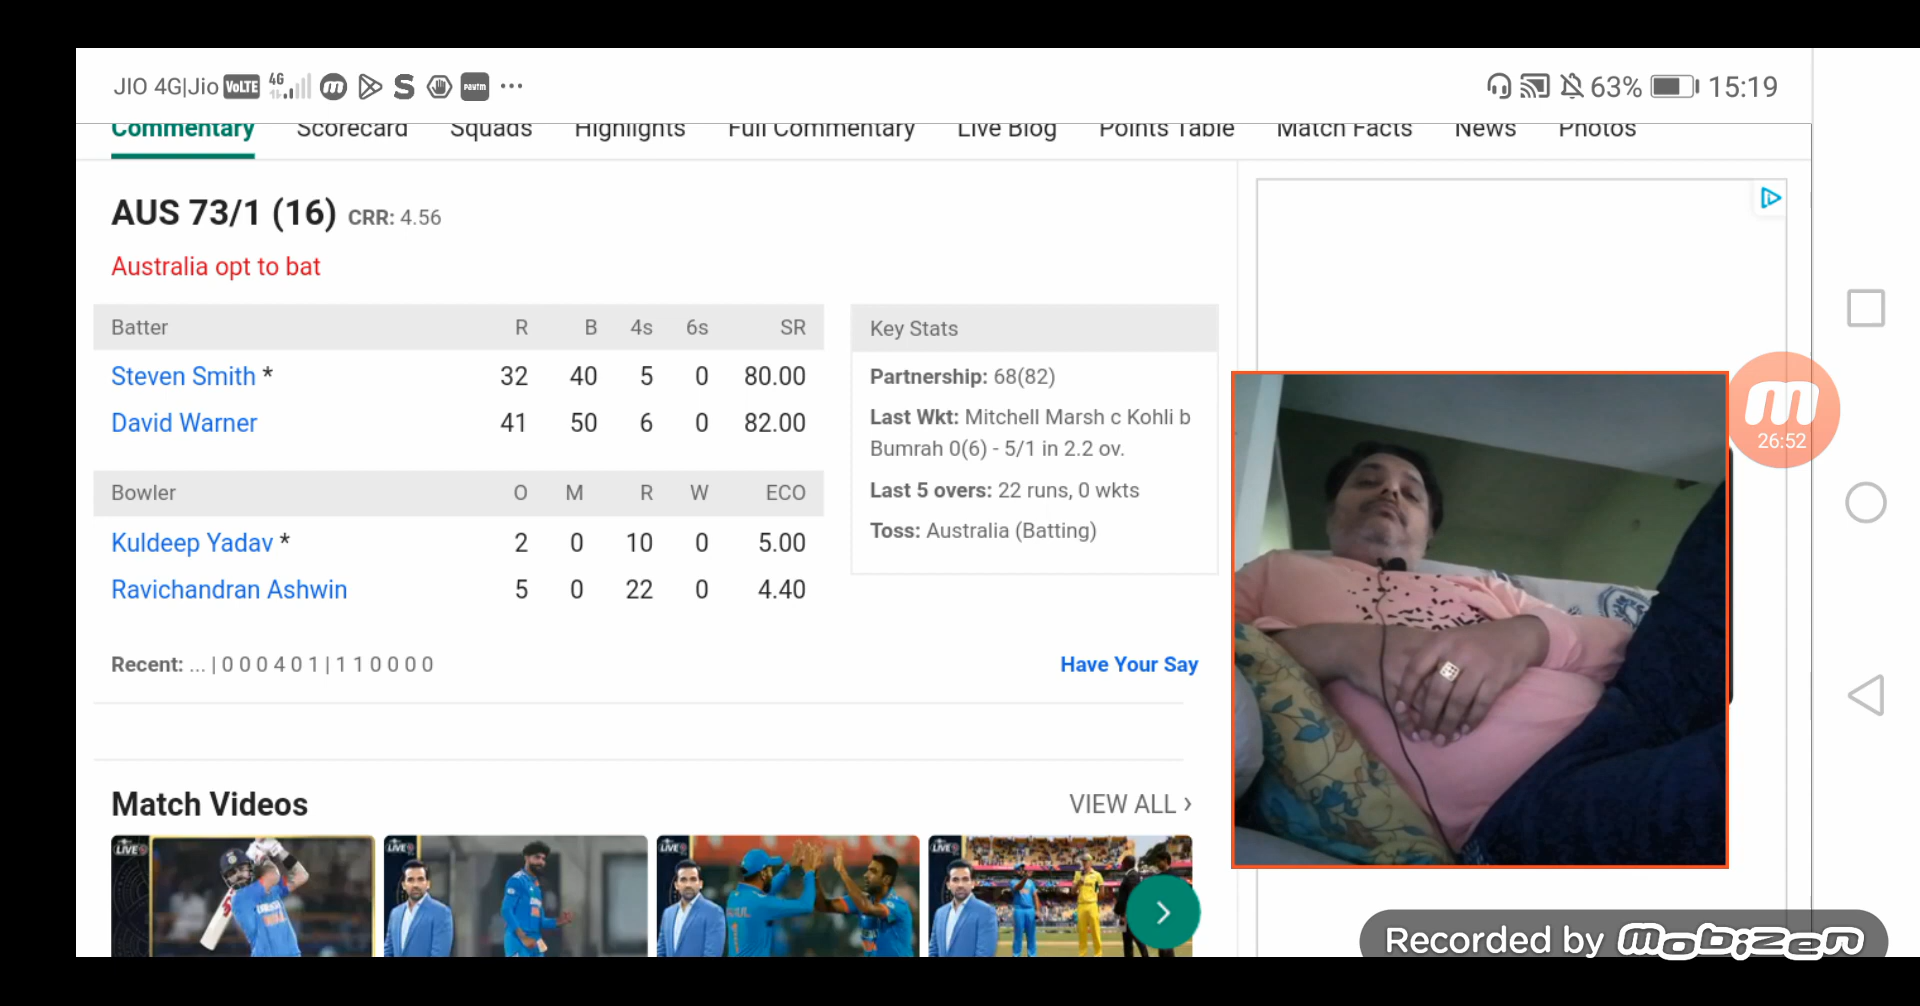 JIO 4G|Jio VoLTE 4G m S Paytm ... 63% 15:19
Commentary Scorecard Squads Highlights Full Commentary Live Blog Points Table Match Facts News Photos
AUS 73/1 (16) CRR: 4.56
Australia opt to bat
Batter R B 4s 6s SR
Steven Smith * 32 40 5 0 80.00
David Warner 41 50 6 0 82.00
Bowler O M R W ECO
Kuldeep Yadav * 2 0 10 0 5.00
Ravichandran Ashwin 5 0 22 0 4.40
Recent: ... | 0 0 0 4 0 1 | 1 1 0 0 0 0
Have Your Say
Key Stats
Partnership: 68(82)
Last Wkt: Mitchell Marsh c Kohli b
Bumrah 0(6) - 5/1 in 2.2 ov.
Last 5 overs: 22 runs, 0 wkts
Toss: Australia (Batting)
m
26:52
Match Videos VIEW ALL ›
LIVE LIVE LIVE LIVE
Recorded by mobizen